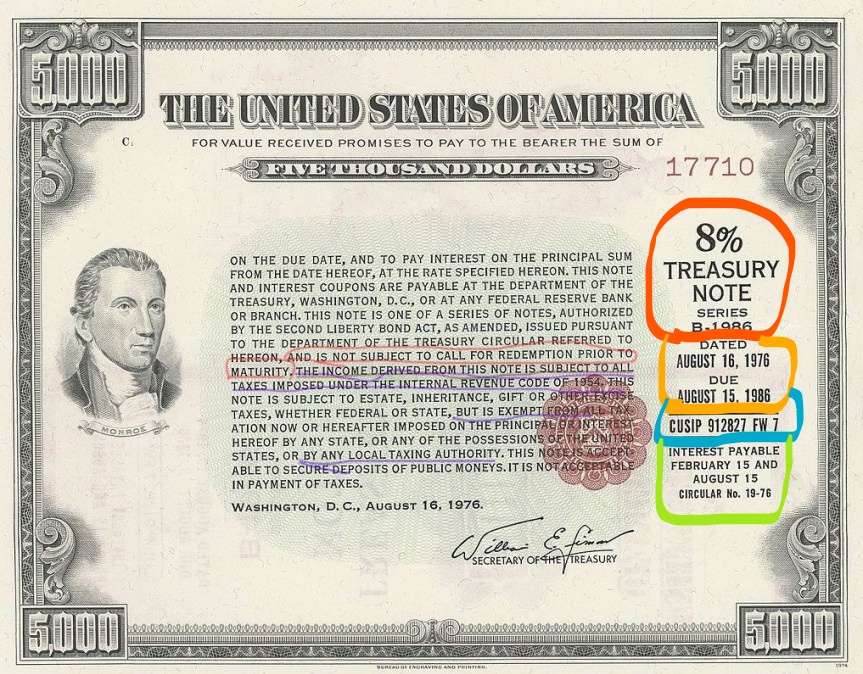 5,000 5,000
THE UNITED STATES OF AMERICA
C.
FOR VALUE RECEIVED PROMISES TO PAY TO THE BEARER THE SUM OF
FIVE THOUSAND DOLLARS
17710
ON THE DUE DATE, AND TO PAY INTEREST ON THE PRINCIPAL SUM
FROM THE DATE HEREOF, AT THE RATE SPECIFIED HEREON. THIS NOTE
AND INTEREST COUPONS ARE PAYABLE AT THE DEPARTMENT OF THE
TREASURY, WASHINGTON, D.C., OR AT ANY FEDERAL RESERVE BANK
OR BRANCH. THIS NOTE IS ONE OF A SERIES OF NOTES, AUTHORIZED
BY THE SECOND LIBERTY BOND ACT, AS AMENDED, ISSUED PURSUANT
TO THE DEPARTMENT OF THE TREASURY CIRCULAR REFERRED TO
HEREON, AND IS NOT SUBJECT TO CALL FOR REDEMPTION PRIOR TO
MATURITY. THE INCOME DERIVED FROM THIS NOTE IS SUBJECT TO ALL
TAXES IMPOSED UNDER THE INTERNAL REVENUE CODE OF 1954. THIS
NOTE IS SUBJECT TO ESTATE, INHERITANCE, GIFT OR OTHER EXCISE
TAXES, WHETHER FEDERAL OR STATE, BUT IS EXEMPT FROM ALL TAX-
ATION NOW OR HEREAFTER IMPOSED ON THE PRINCIPAL OR INTEREST
HEREOF BY ANY STATE, OR ANY OF THE POSSESSIONS OF THE UNITED
STATES, OR BY ANY LOCAL TAXING AUTHORITY. THIS NOTE IS ACCEPT-
ABLE TO SECURE DEPOSITS OF PUBLIC MONEYS. IT IS NOT ACCEPTABLE
IN PAYMENT OF TAXES.
WASHINGTON, D.C., AUGUST 16, 1976.
8%
TREASURY
NOTE
SERIES
B-1986
DATED
AUGUST 16, 1976
DUE
AUGUST 15, 1986
CUSIP 912827 FW 7
INTEREST PAYABLE
FEBRUARY 15 AND
AUGUST 15
CIRCULAR No. 19-76
MONROE
William E. Simon
SECRETARY OF THE TREASURY
5,000 5,000
BUREAU OF ENGRAVING AND PRINTING.
1974